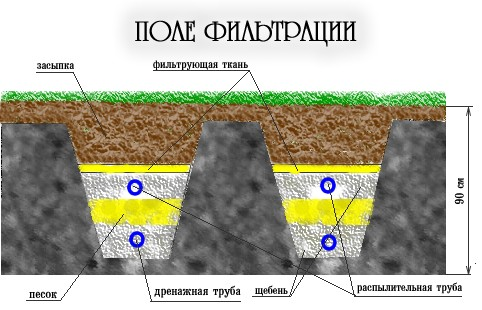 ПОЛЕ ФИЛЬТРАЦИИ
засыпка
фильтрующая ткань
90 см
песок
дренажная труба
щебень
распылительная труба